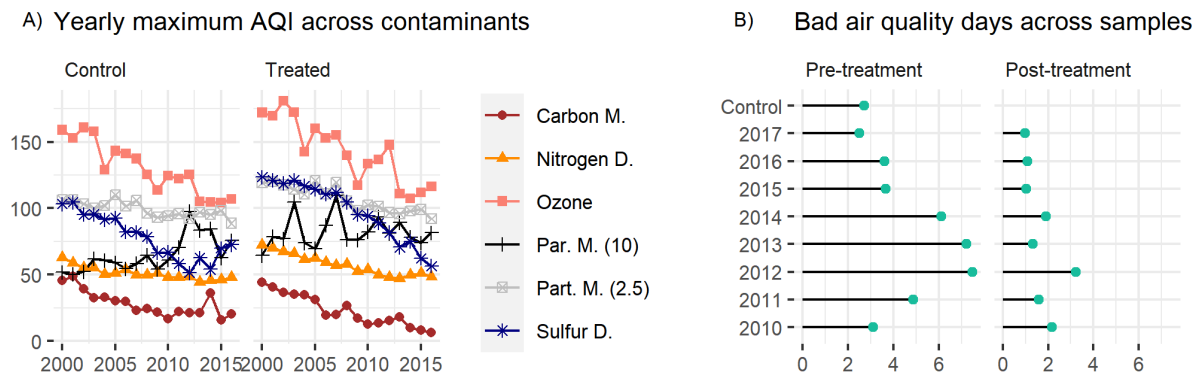 A) Yearly maximum AQI across contaminants
Control
Treated
150
100
50
0
2000 2005 2010 2015
2000 2005 2010 2015
Carbon M.
Nitrogen D.
Ozone
Par. M. (10)
Part. M. (2.5)
Sulfur D.
B) Bad air quality days across samples
Pre-treatment
Post-treatment
Control
2017
2016
2015
2014
2013
2012
2011
2010
0 2 4 6
0 2 4 6